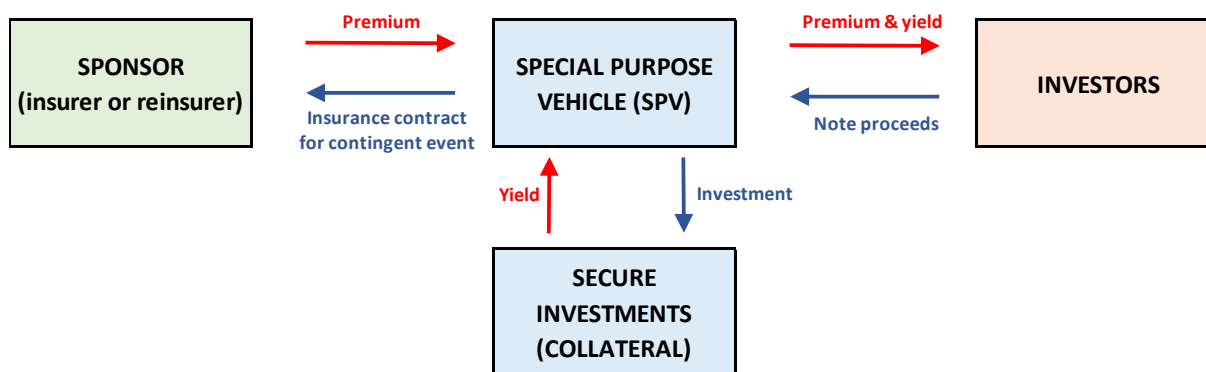 Premium
Premium & yield
SPONSOR
(insurer or reinsurer)
SPECIAL PURPOSE
VEHICLE (SPV)
INVESTORS
Insurance contract
for contingent event
Note proceeds
Yield
Investment
SECURE
INVESTMENTS
(COLLATERAL)